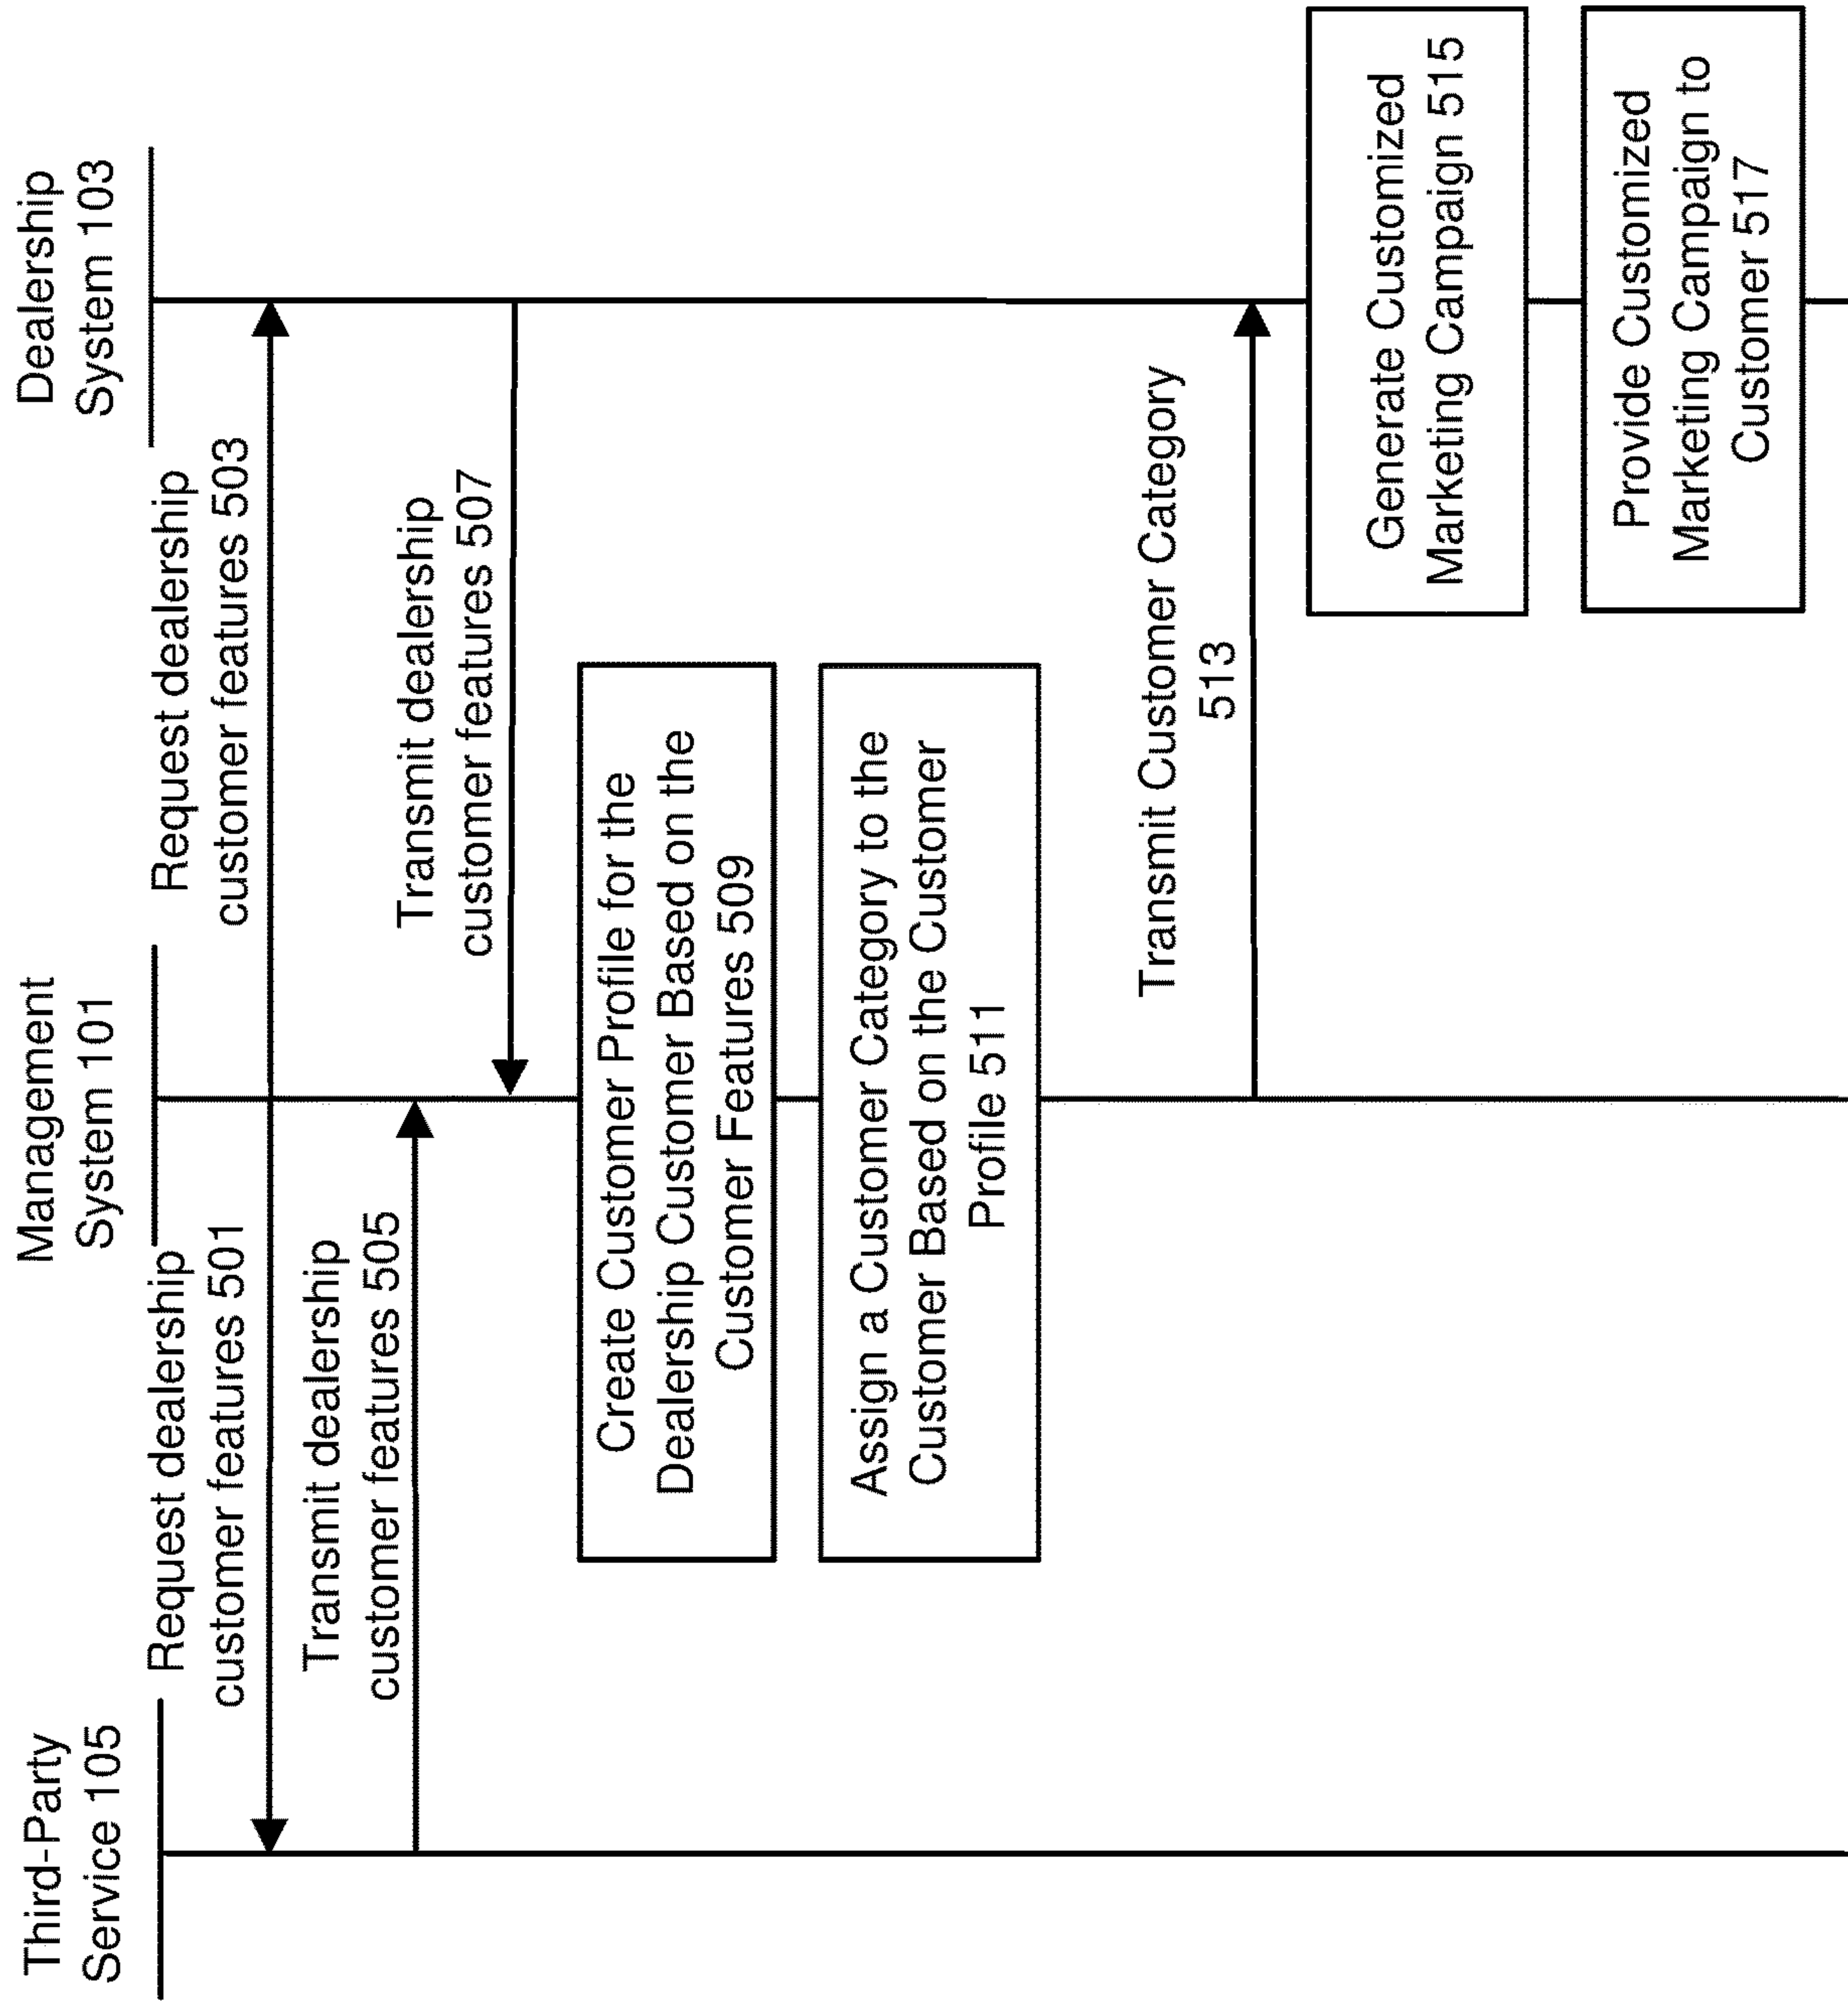 Third-Party
Service 105
Management
System 101
Dealership
System 103
Request dealership
customer features 501
Request dealership
customer features 503
Transmit dealership
customer features 505
Transmit dealership
customer features 507
Create Customer Profile for the
Dealership Customer Based on the
Customer Features 509
Assign a Customer Category to the
Customer Based on the Customer
Profile 511
Transmit Customer Category
513
Generate Customized
Marketing Campaign 515
Provide Customized
Marketing Campaign to
Customer 517